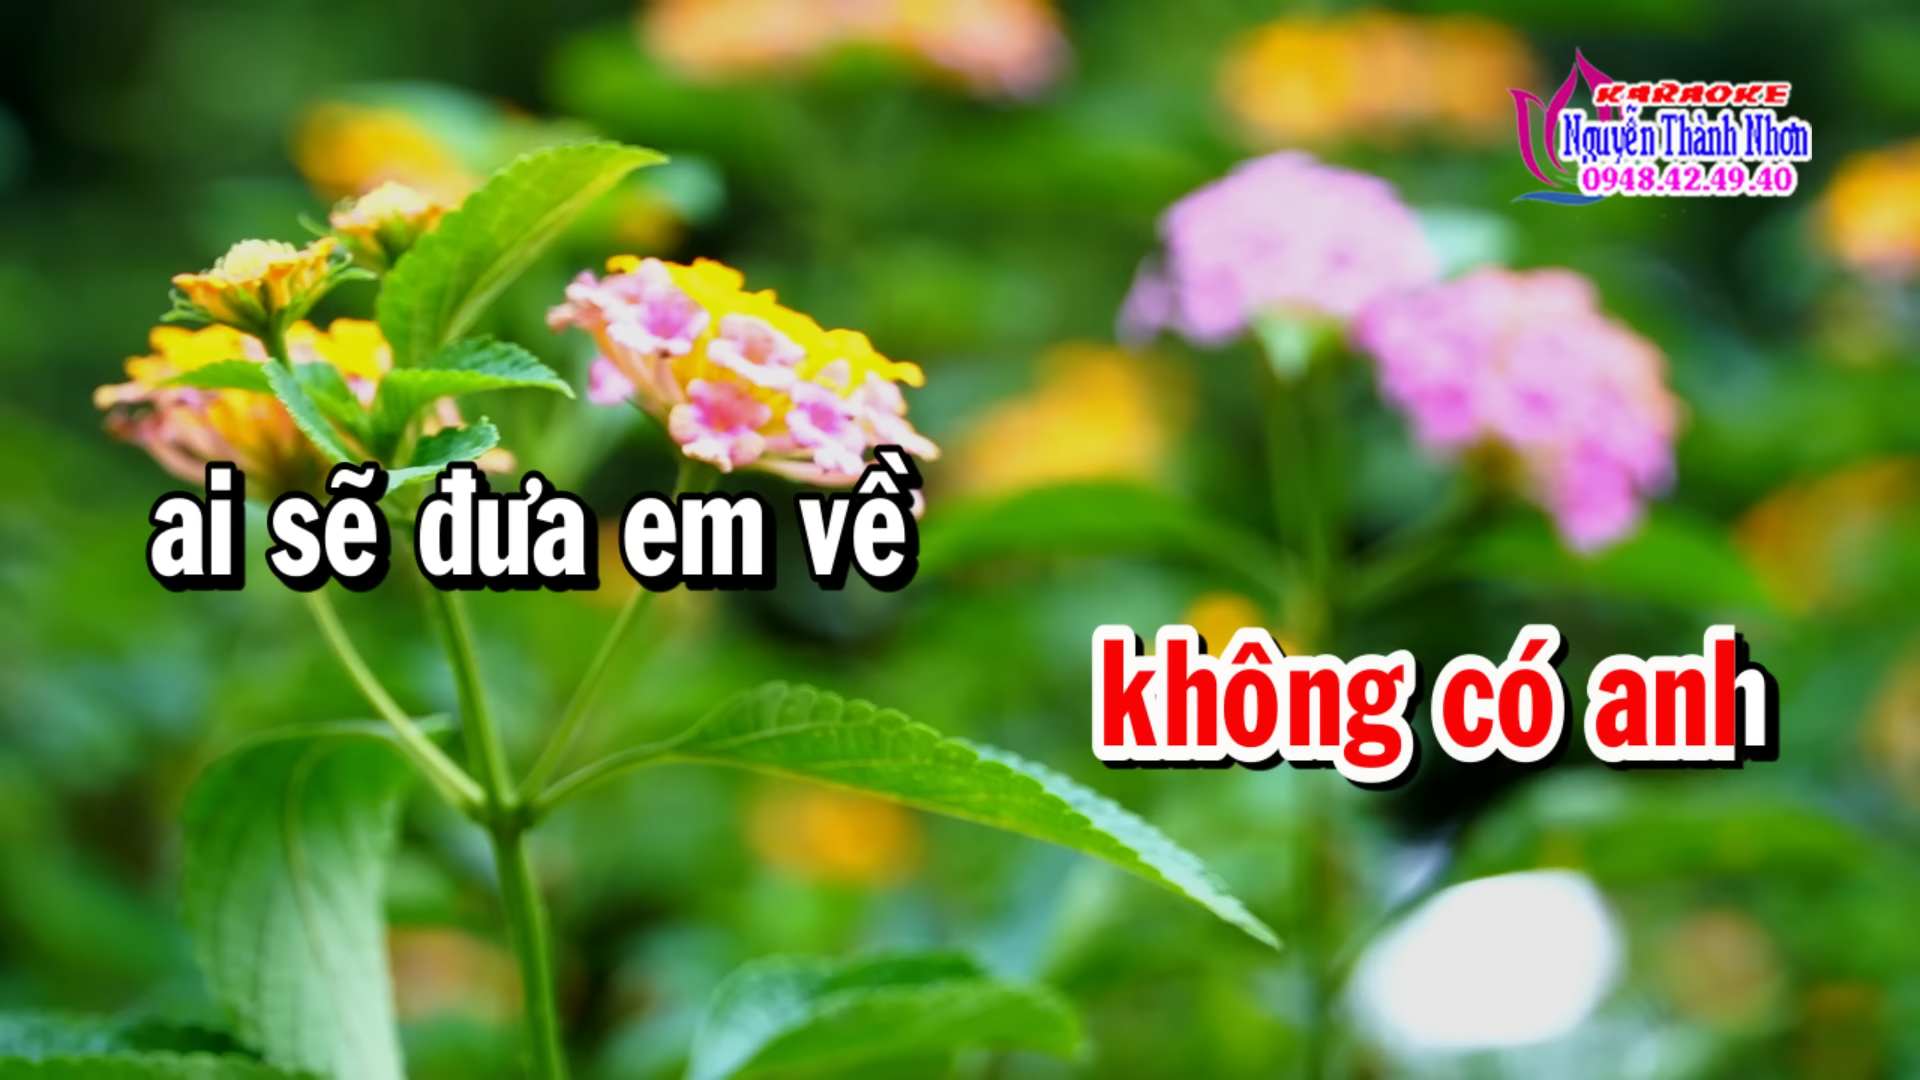 KARAOKE
Nguyễn Thành Nhơn
0948.42.49.40
ai sẽ đưa em về
không có anh